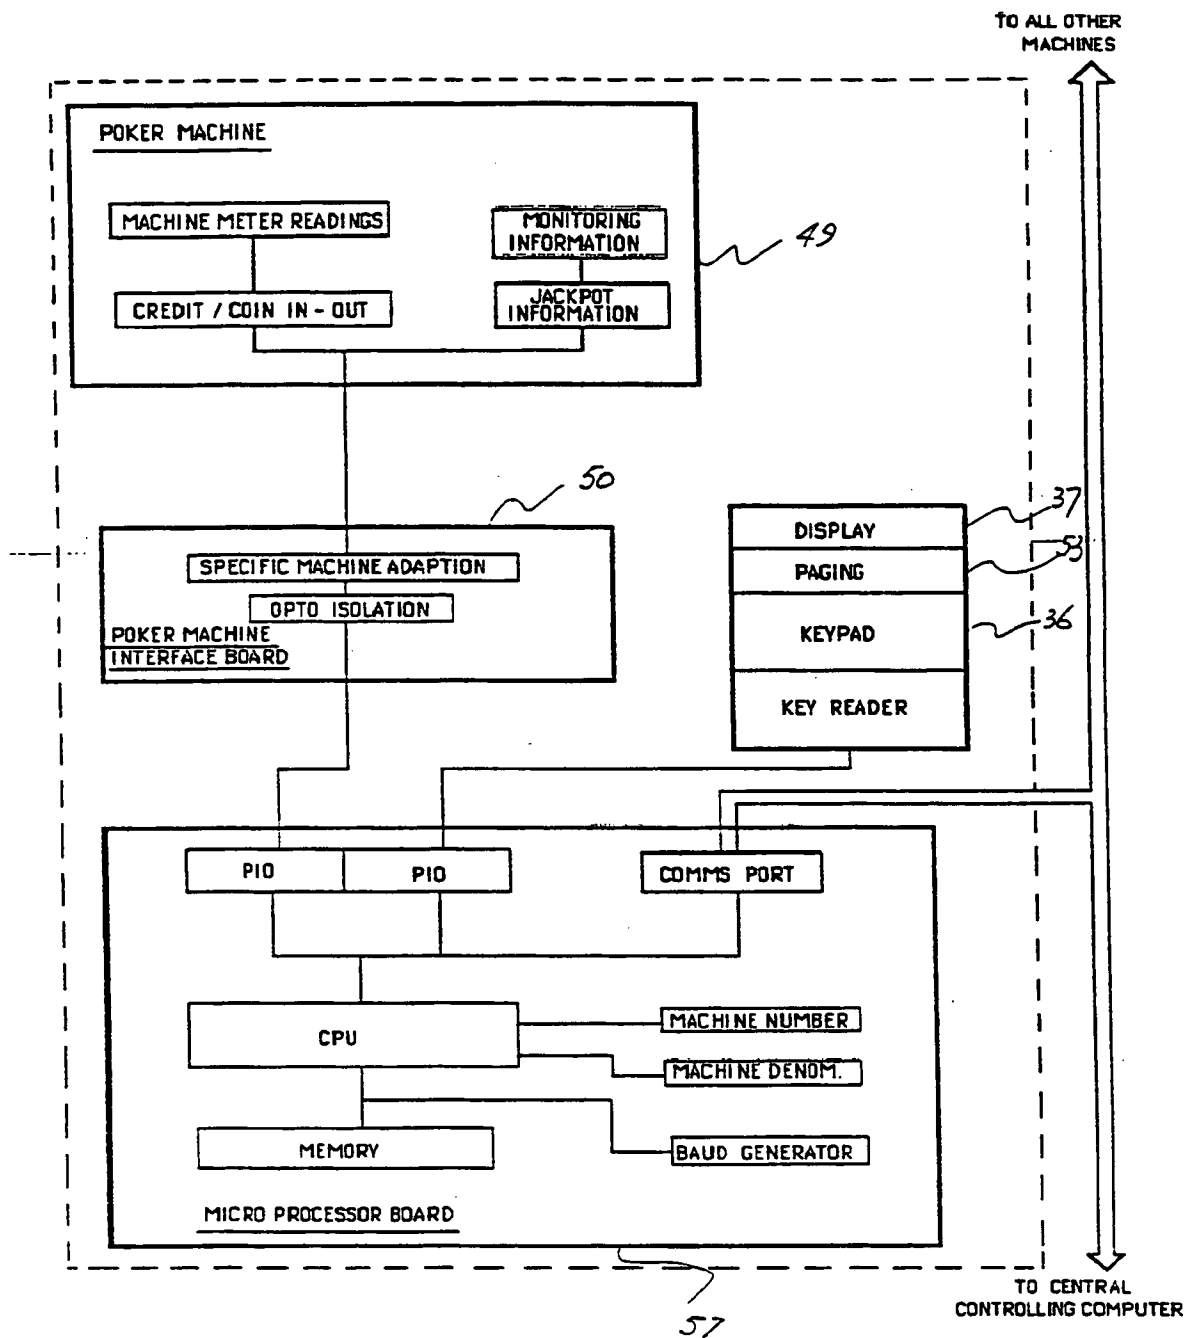 TO ALL OTHER
MACHINES
POKER MACHINE
MACHINE METER READINGS
MONITORING
INFORMATION
49
CREDIT / COIN IN - OUT
JACKPOT
INFORMATION
50
SPECIFIC MACHINE ADAPTION
OPTO ISOLATION
POKER MACHINE
INTERFACE BOARD
DISPLAY
37
PAGING
53
KEYPAD
36
KEY READER
PIO
PIO
COMMS PORT
CPU
MACHINE NUMBER
MACHINE DENOM.
MEMORY
BAUD GENERATOR
MICRO PROCESSOR BOARD
57
TO CENTRAL
CONTROLLING COMPUTER